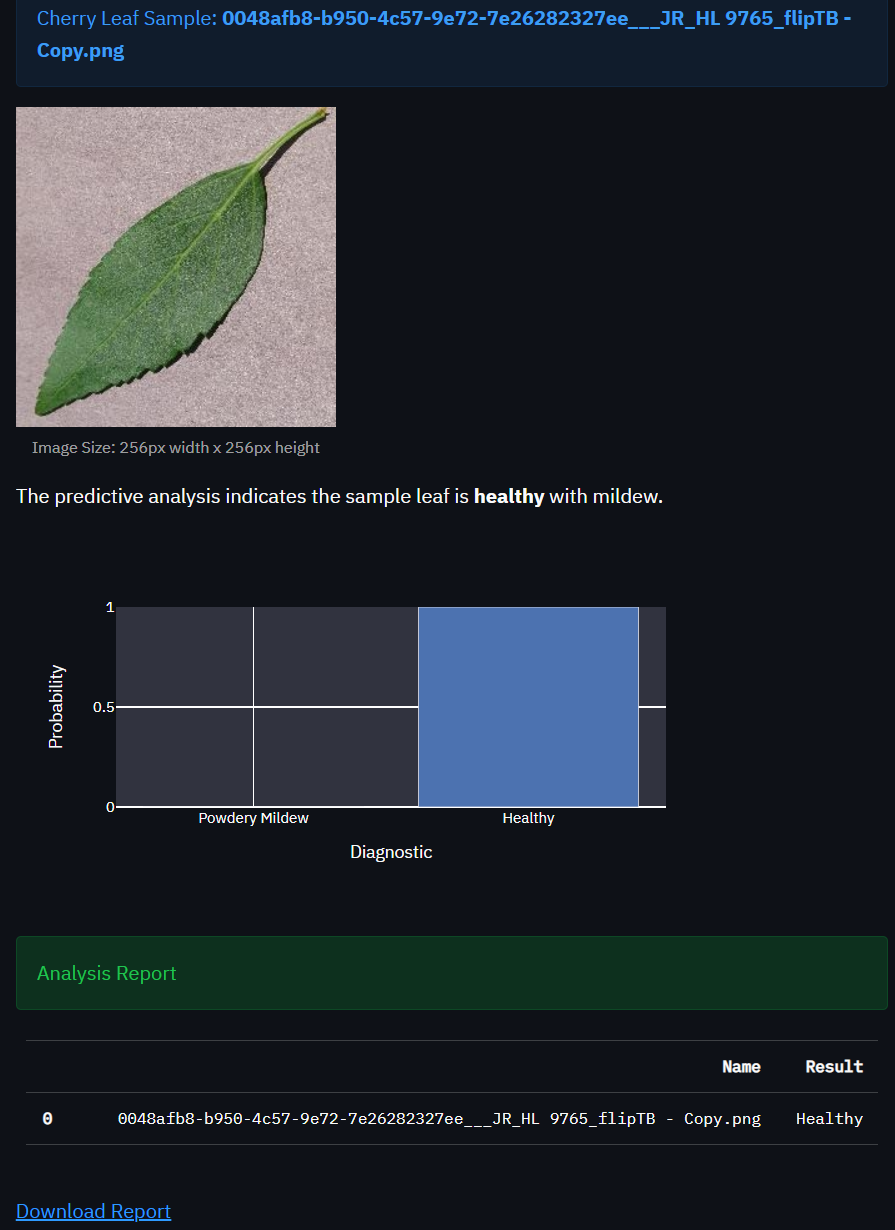 Cherry Leaf Sample: 0048afb8-b950-4c57-9e72-7e26282327ee___JR_HL 9765_flipTB -
Copy.png
Image Size: 256px width x 256px height
The predictive analysis indicates the sample leaf is healthy with mildew.
1
0.5
0
Probability
Powdery Mildew Healthy
Diagnostic
Analysis Report
Name Result
0 0048afb8-b950-4c57-9e72-7e26282327ee___JR_HL 9765_flipTB - Copy.png Healthy
Download Report